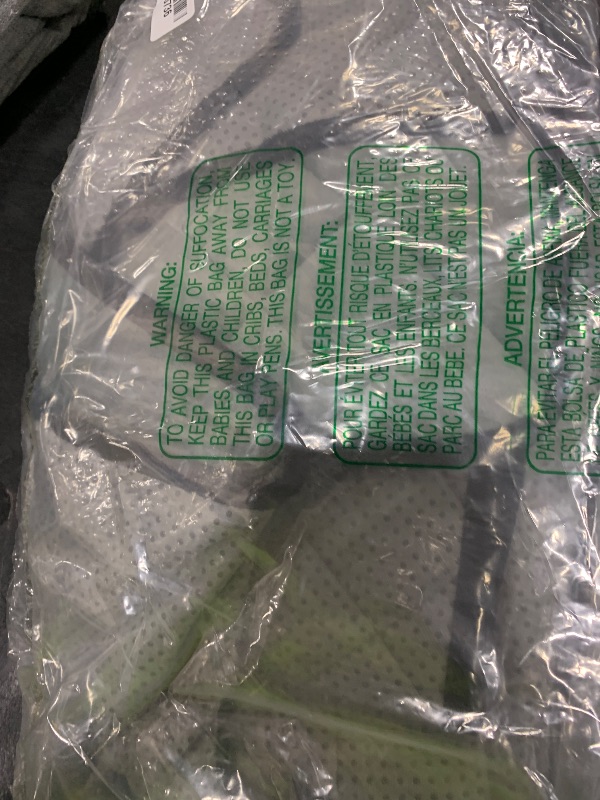 WARNING:
TO AVOID DANGER OF SUFFOCATION,
KEEP THIS PLASTIC BAG AWAY FROM
BABIES AND CHILDREN. DO NOT USE
THIS BAG IN CRIBS, BEDS, CARRIAGES
OR PLAY PENS. THIS BAG IS NOT A TOY.
AVERTISSEMENT:
POUR ÉVITER TOUT RISQUE D'ÉTOUFFEMENT
GARDEZ CE SAC EN PLASTIQUE LOIN DES
BÉBÉS ET LES ENFANTS. N'UTILISEZ PAS CE
SAC DANS LES BERCEAUX, LITS, CHARIOTS OU
PARC AU BEBE. CE SAC N'EST PAS UN JOUET.
ADVERTENCIA:
PARA EVITAR EL PELIGRO DE
ESTA BOLSA DE PLASTICO FUERA DEL